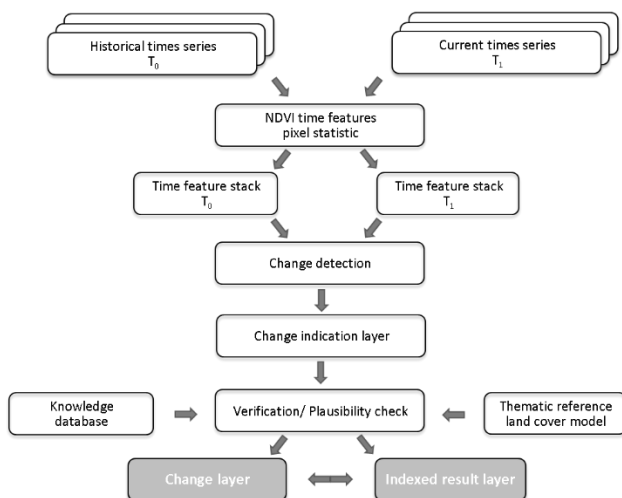 Historical times series
T0
Current times series
T1
NDVI time features
pixel statistic
Time feature stack
T0
Time feature stack
T1
Change detection
Change indication layer
Knowledge
database
Verification/ Plausibility check
Thematic reference
land cover model
Change layer
Indexed result layer